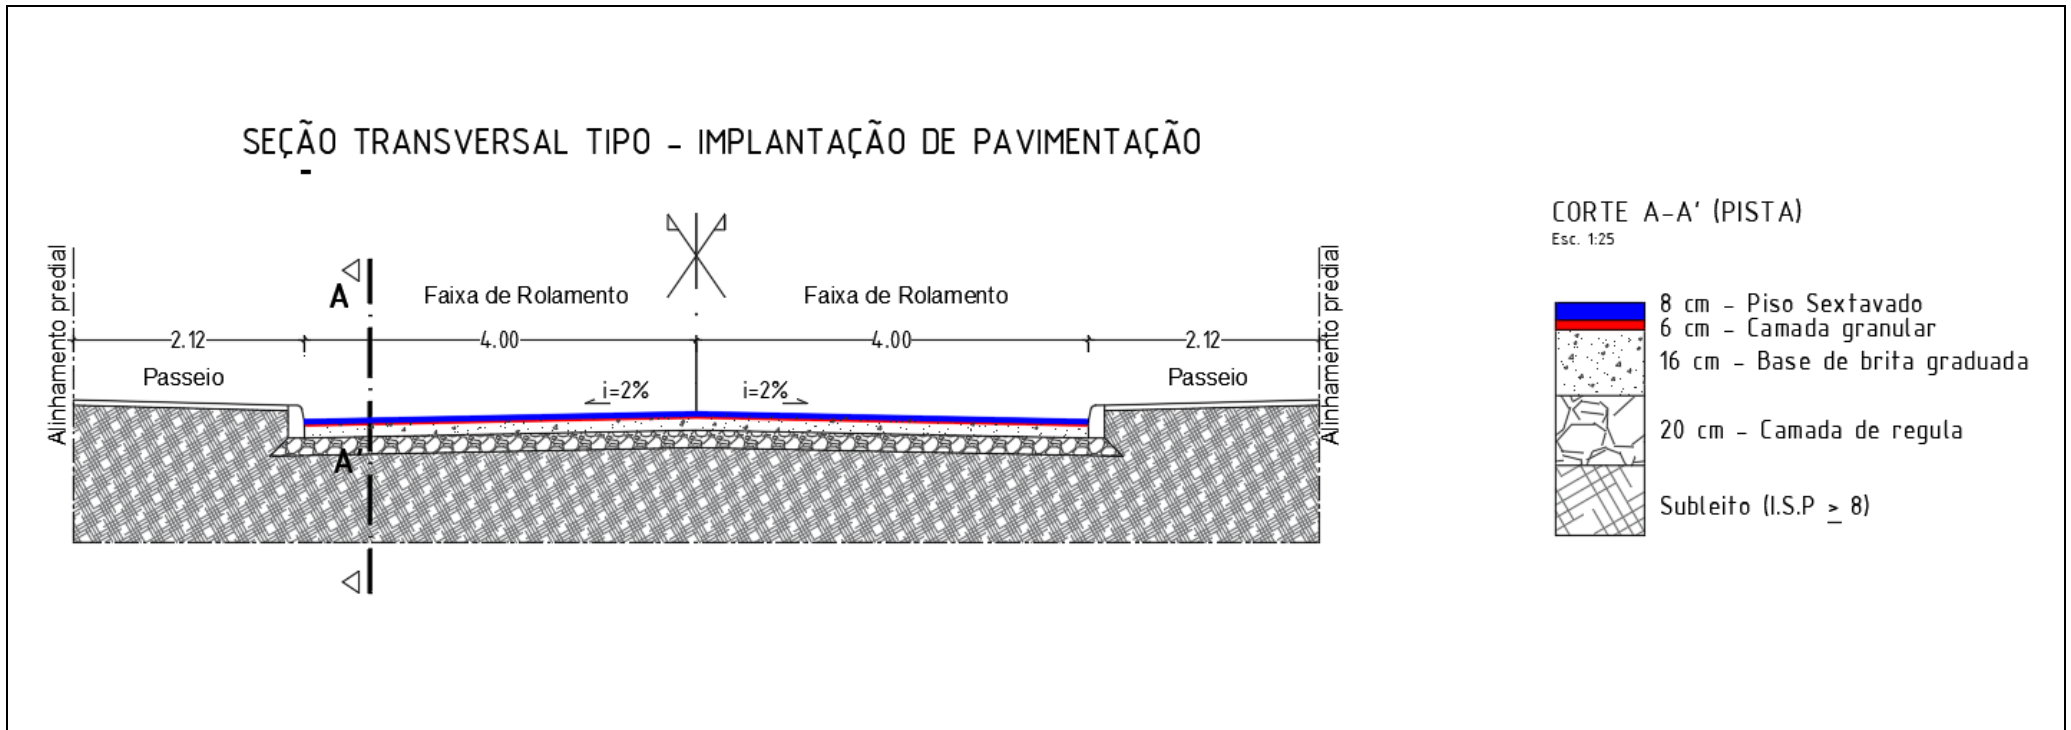 SEÇÃO TRANSVERSAL TIPO - IMPLANTAÇÃO DE PAVIMENTAÇÃO
Alinhamento predial
A
Faixa de Rolamento
Faixa de Rolamento
Alinhamento predial
2.12
4.00
4.00
2.12
Passeio
i=2%
i=2%
Passeio
A'
CORTE A-A' (PISTA)
Esc. 1:25
8 cm - Piso Sextavado
6 cm - Camada granular
16 cm - Base de brita graduada
20 cm - Camada de regula
Subleito (I.S.P ≥ 8)